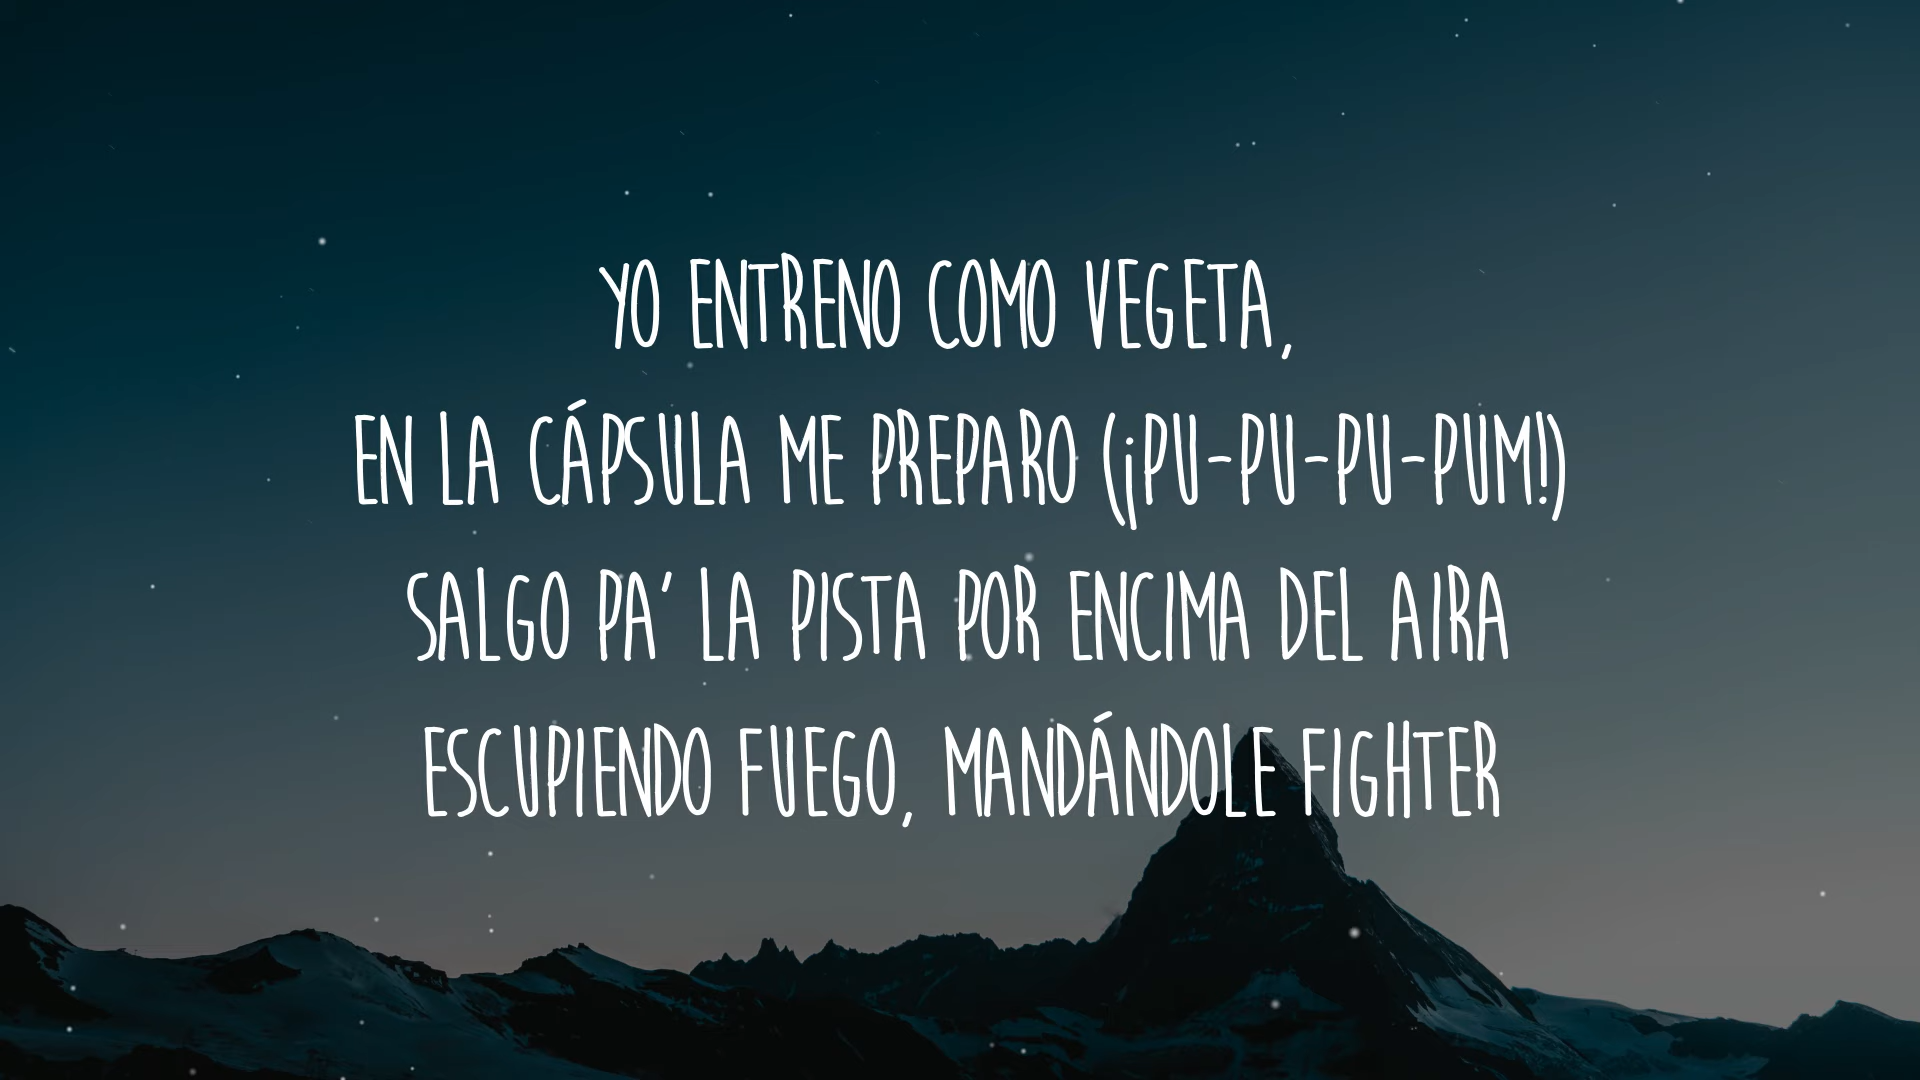 YO ENTRENO COMO VEGETA,
EN LA CÁPSULA ME PREPARO (¡PU-PU-PU-PUM!)
SALGO PA' LA PISTA POR ENCIMA DEL AIRA
ESCUPIENDO FUEGO, MANDÁNDOLE FIGHTER